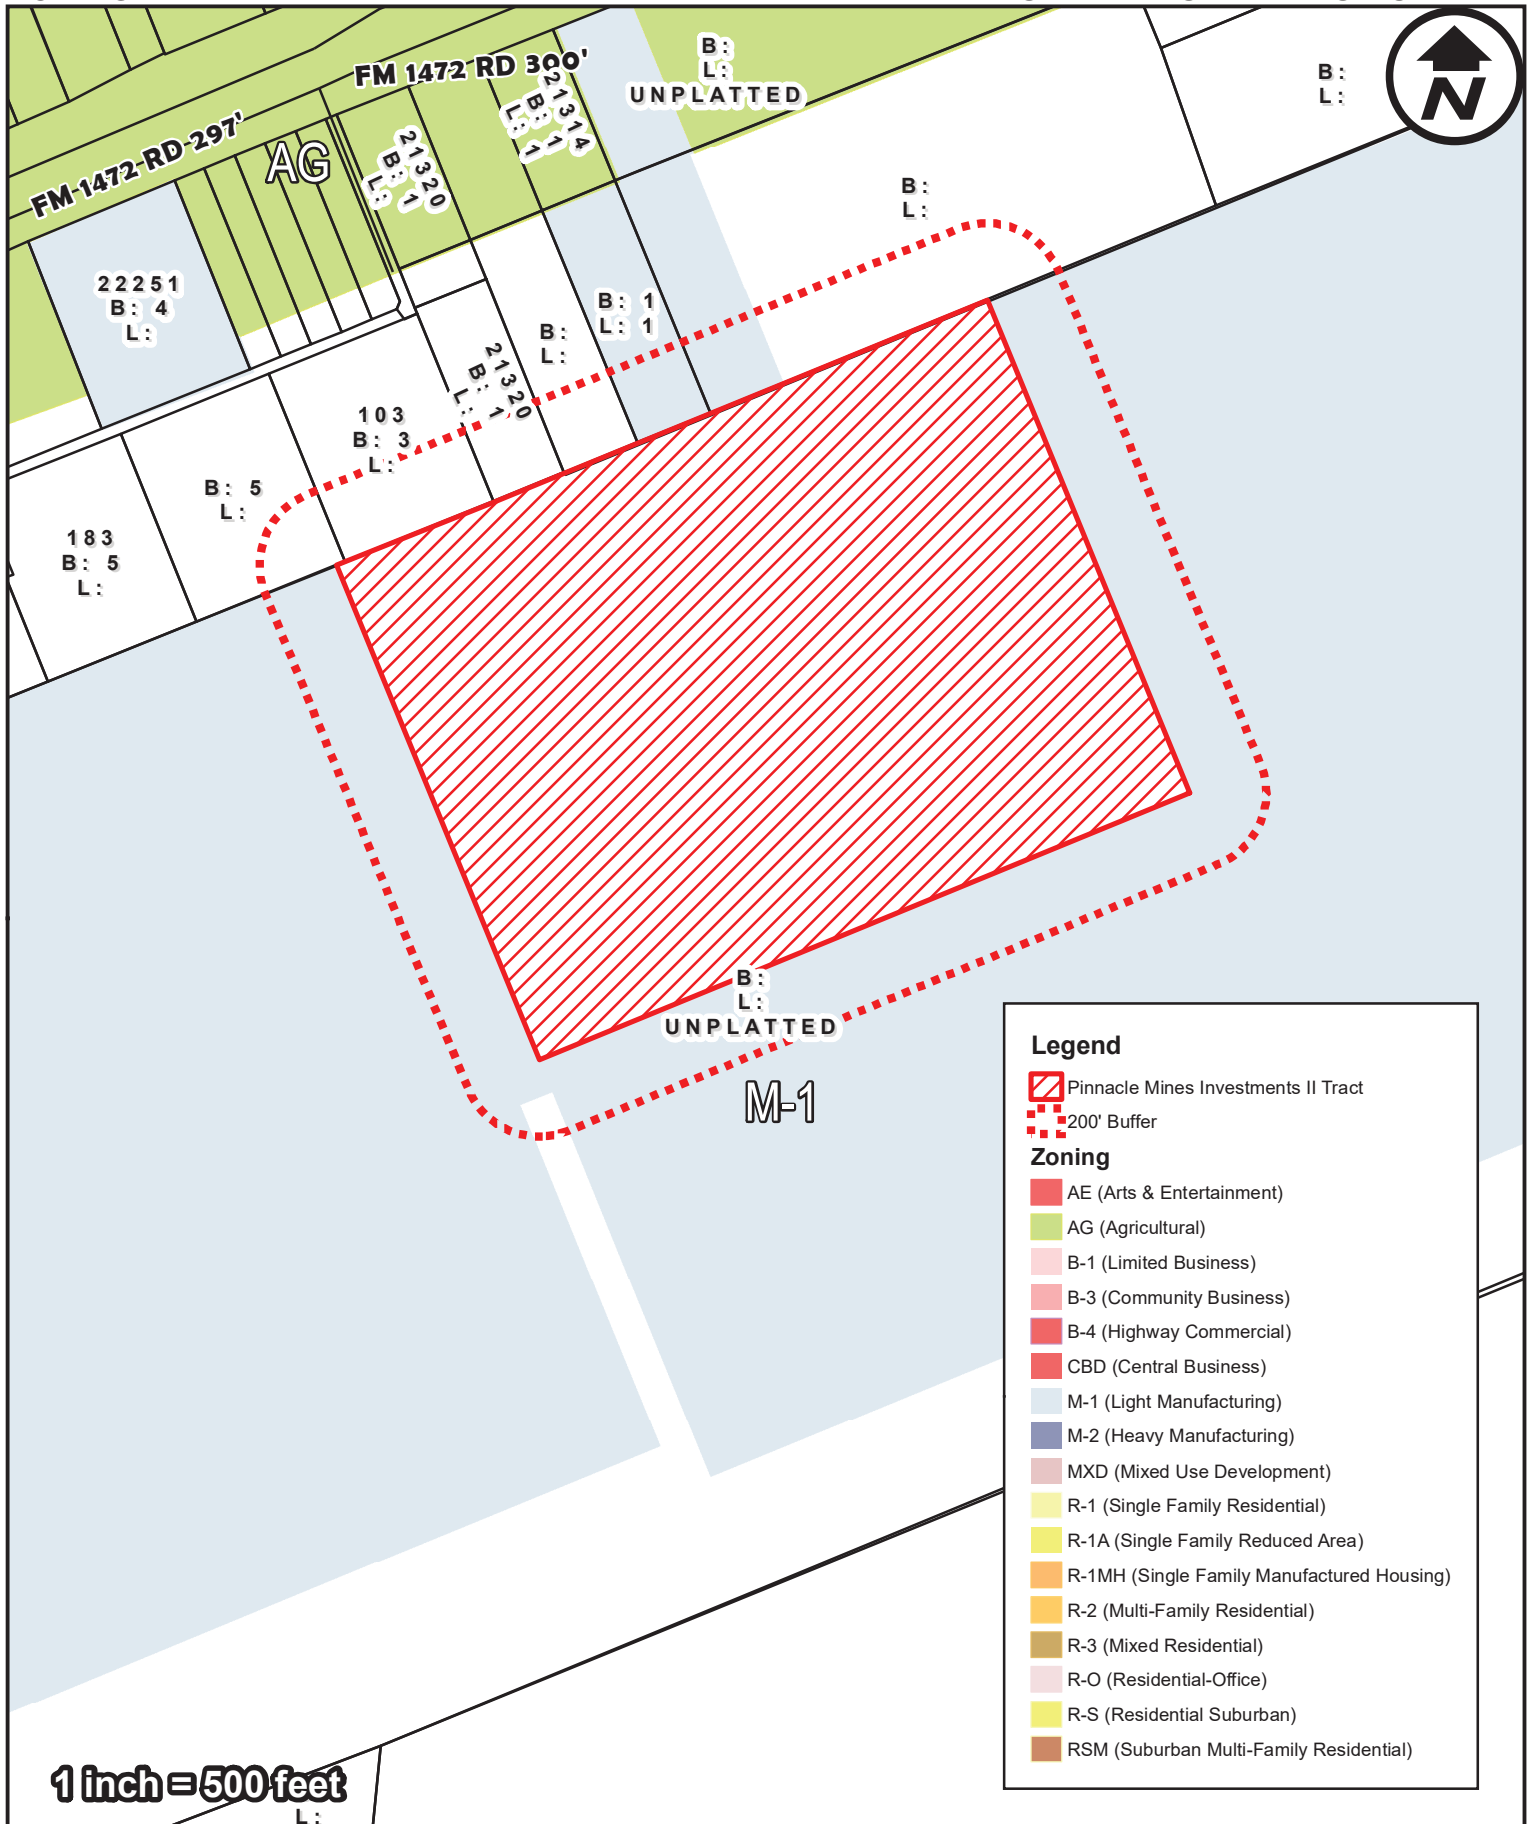 B:
L:
UNPLATTED
N
B:
L:
FM 1472 RD 300'
FM 1472 RD 297'
AG
21320
B: 1
L:
21314
B: 1
L: 1
B:
L:
22251
B: 4
L:
B: 1
L: 1
B:
L:
21320
B: 1
L:
103
B: 3
L:
B: 5
L:
183
B: 5
L:
B:
L:
UNPLATTED
M-1
Legend
Pinnacle Mines Investments II Tract
200' Buffer
Zoning
AE (Arts & Entertainment)
AG (Agricultural)
B-1 (Limited Business)
B-3 (Community Business)
B-4 (Highway Commercial)
CBD (Central Business)
M-1 (Light Manufacturing)
M-2 (Heavy Manufacturing)
MXD (Mixed Use Development)
R-1 (Single Family Residential)
R-1A (Single Family Reduced Area)
R-1MH (Single Family Manufactured Housing)
R-2 (Multi-Family Residential)
R-3 (Mixed Residential)
R-O (Residential-Office)
R-S (Residential Suburban)
RSM (Suburban Multi-Family Residential)
1 inch = 500 feet
L: